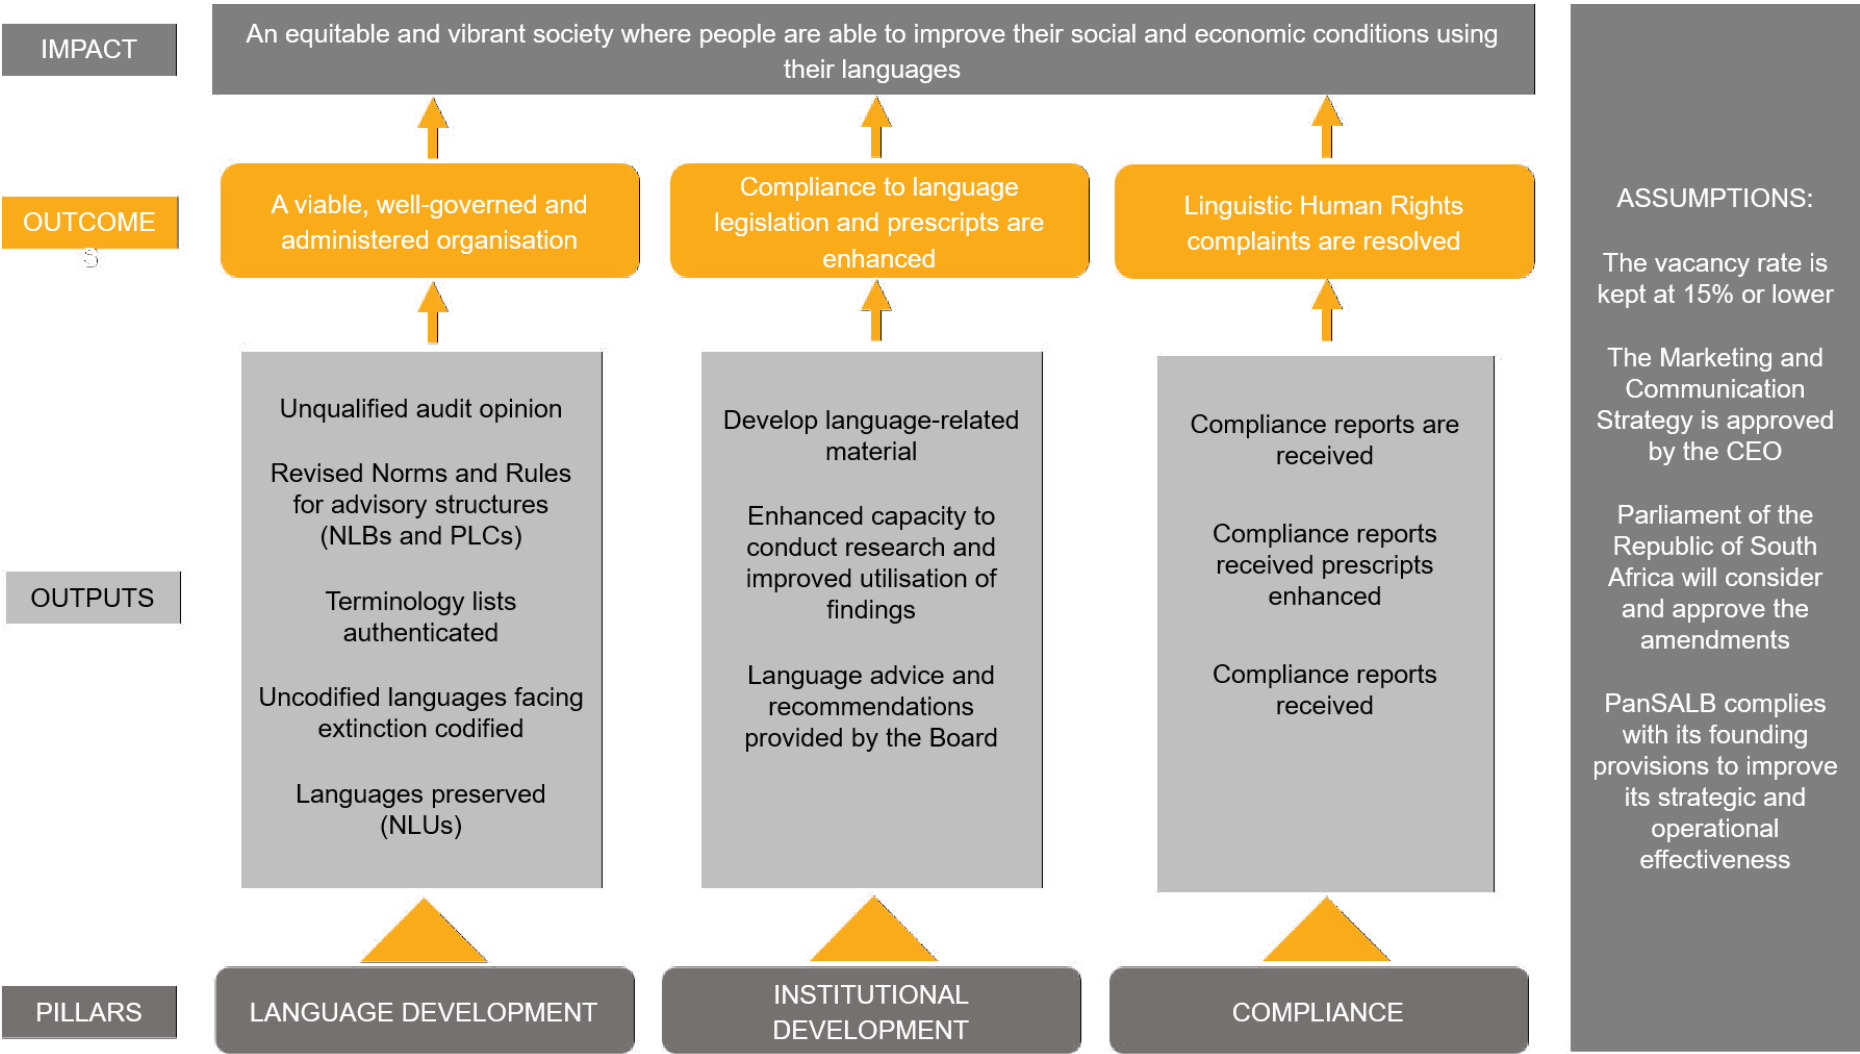 IMPACT
An equitable and vibrant society where people are able to improve their social and economic conditions using
their languages
OUTCOME
S
A viable, well-governed and
administered organisation
Compliance to language
legislation and prescripts are
enhanced
Linguistic Human Rights
complaints are resolved
OUTPUTS
Unqualified audit opinion
Revised Norms and Rules
for advisory structures
(NLBs and PLCs)
Terminology lists
authenticated
Uncodified languages facing
extinction codified
Languages preserved
(NLUs)
Develop language-related
material
Enhanced capacity to
conduct research and
improved utilisation of
findings
Language advice and
recommendations
provided by the Board
Compliance reports are
received
Compliance reports
received prescripts
enhanced
Compliance reports
received
PILLARS
LANGUAGE DEVELOPMENT
INSTITUTIONAL
DEVELOPMENT
COMPLIANCE
ASSUMPTIONS:
The vacancy rate is
kept at 15% or lower
The Marketing and
Communication
Strategy is approved
by the CEO
Parliament of the
Republic of South
Africa will consider
and approve the
amendments
PanSALB complies
with its founding
provisions to improve
its strategic and
operational
effectiveness